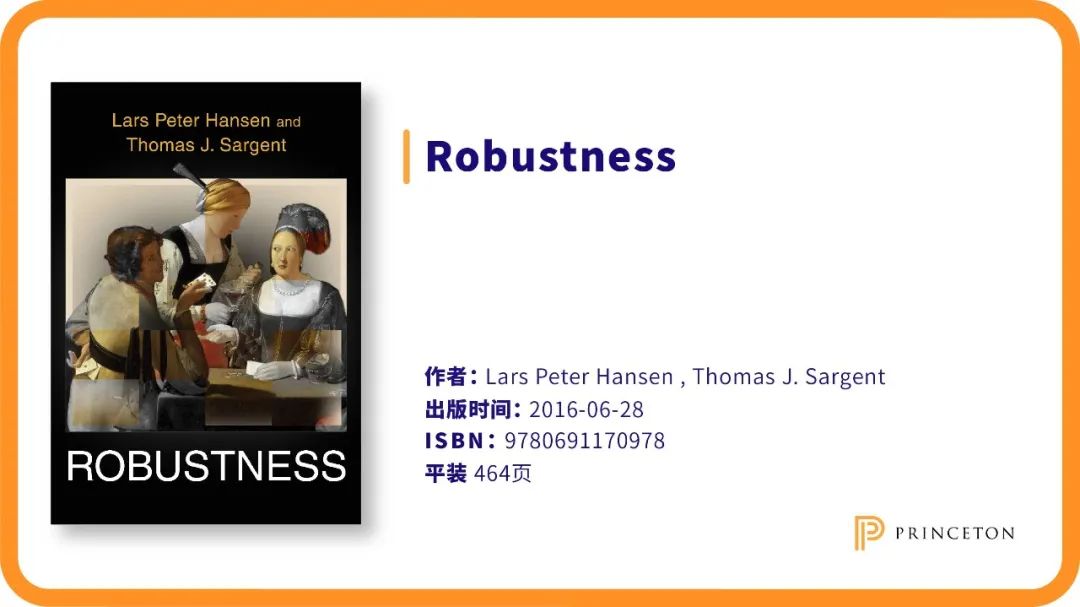 Lars Peter Hansen and
Thomas J. Sargent
ROBUSTNESS
Robustness
作者：Lars Peter Hansen , Thomas J. Sargent
出版时间：2016-06-28
ISBN：9780691170978
平装 464页
PRINCETON